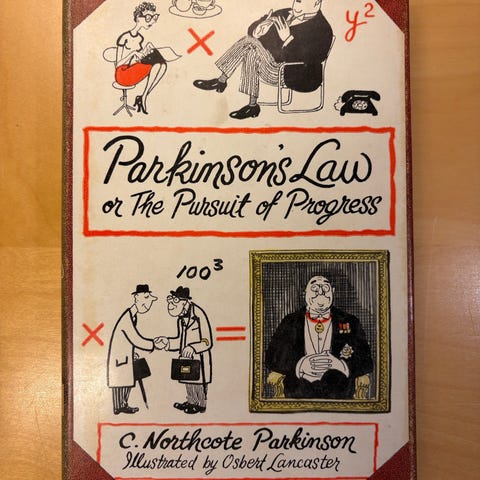 × y²
Parkinson's Law
or The Pursuit of Progress
100³
× =
C. Northcote Parkinson
Illustrated by Osbert Lancaster